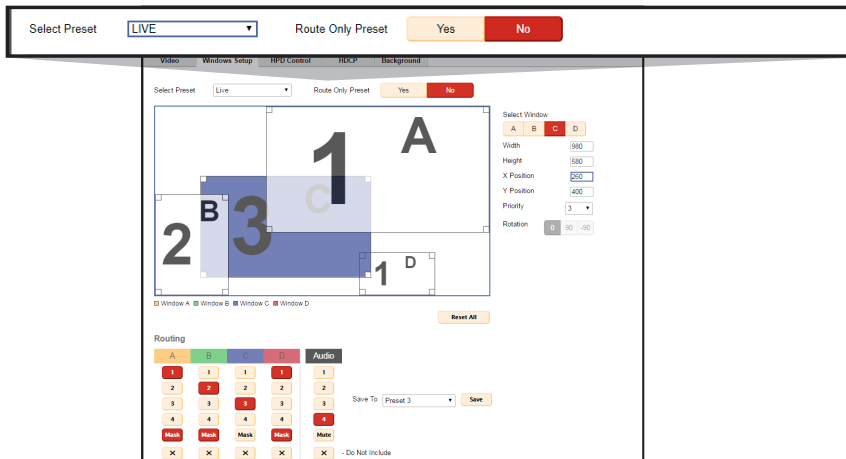 Select Preset LIVE Route Only Preset Yes No
Video Windows Setup HPD Control HDCP Background
Select Preset Live Route Only Preset Yes No
Select Window
A B C D
Width 980
Height 580
X Position 260
Y Position 400
Priority 3
Rotation 0 90 -90
1 A
2 B 3 C
1 D
Window A Window B Window C Window D
Reset All
Routing
A B C D Audio
1 1 1 1 1
2 2 2 2 2
3 3 3 3 3 Save To Preset 3 Save
4 4 4 4 4
Mask Mask Mask Mask Mute
× × × × × - Do Not Include